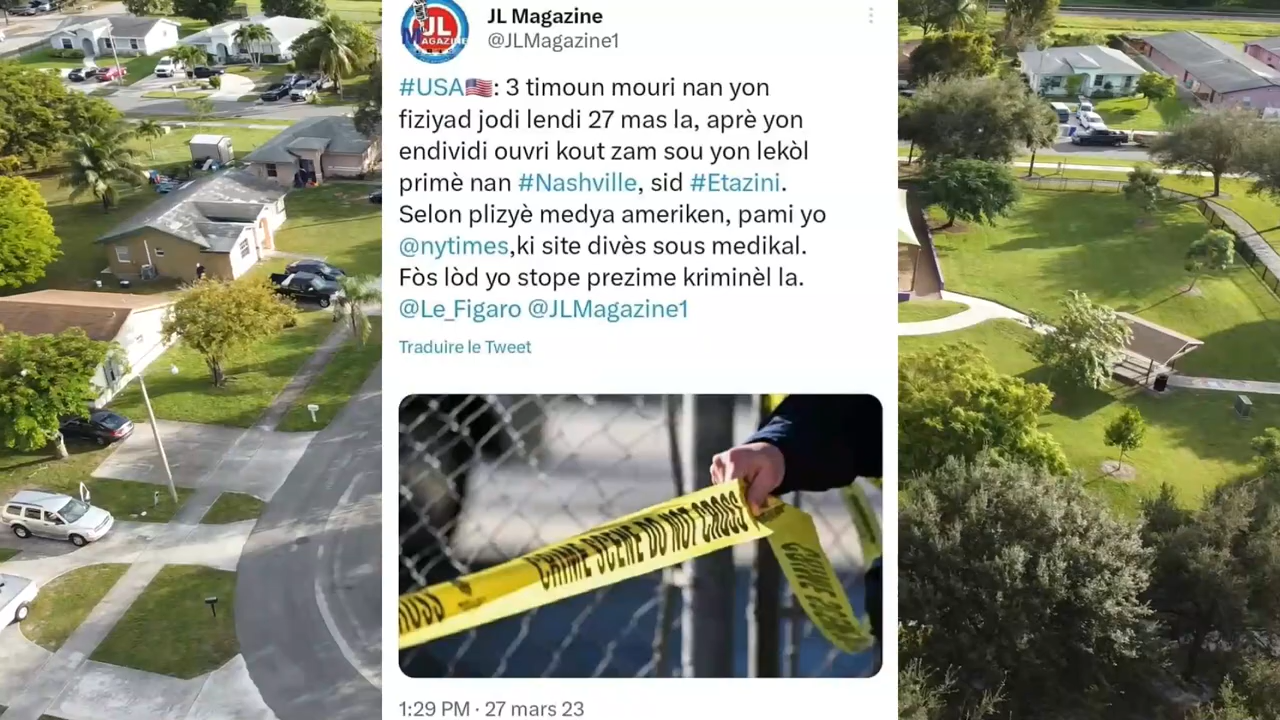 JL
MAGAZINE
JL Magazine
@JLMagazine1
#USA🇺🇸: 3 timoun mouri nan yon
fiziyad jodi lendi 27 mas la, aprè yon
endividi ouvri kout zam sou yon lekòl
primè nan #Nashville, sid #Etazini.
Selon plizyè medya ameriken, pami yo
@nytimes,ki site divès sous medikal.
Fòs lòd yo stope prezime kriminèl la.
@Le_Figaro @JLMagazine1
Traduire le Tweet
CRIME SCENE DO NOT CROSS
1:29 PM · 27 mars 23